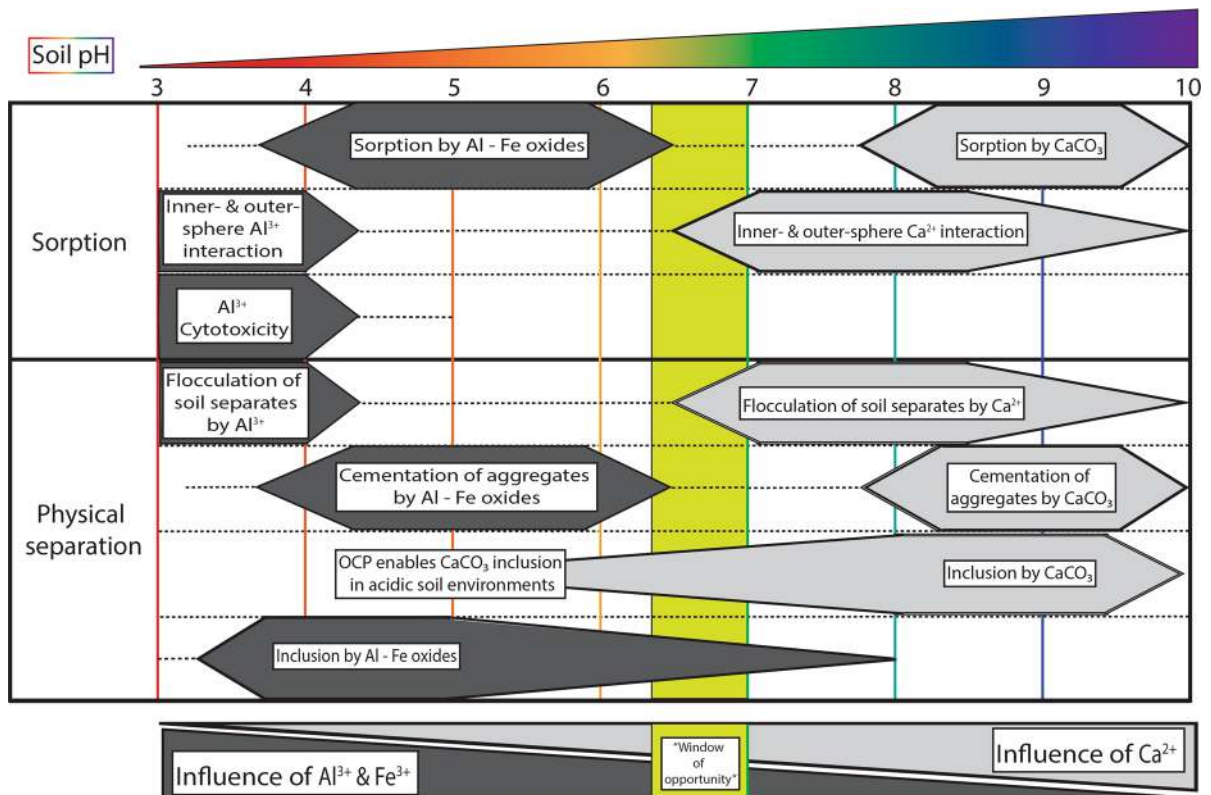 Soil pH
3 4 5 6 7 8 9 10
Sorption
Sorption by Al - Fe oxides
Sorption by CaCO₃
Inner- & outer-
sphere Al³⁺
interaction
Inner- & outer-sphere Ca²⁺ interaction
Al³⁺
Cytotoxicity
Physical
separation
Flocculation of
soil separates
by Al³⁺
Flocculation of soil separates by Ca²⁺
Cementation of aggregates
by Al - Fe oxides
Cementation of
aggregates by CaCO₃
OCP enables CaCO₃ inclusion
in acidic soil environments
Inclusion by CaCO₃
Inclusion by Al - Fe oxides
Influence of Al³⁺ & Fe³⁺
"Window
of
opportunity"
Influence of Ca²⁺